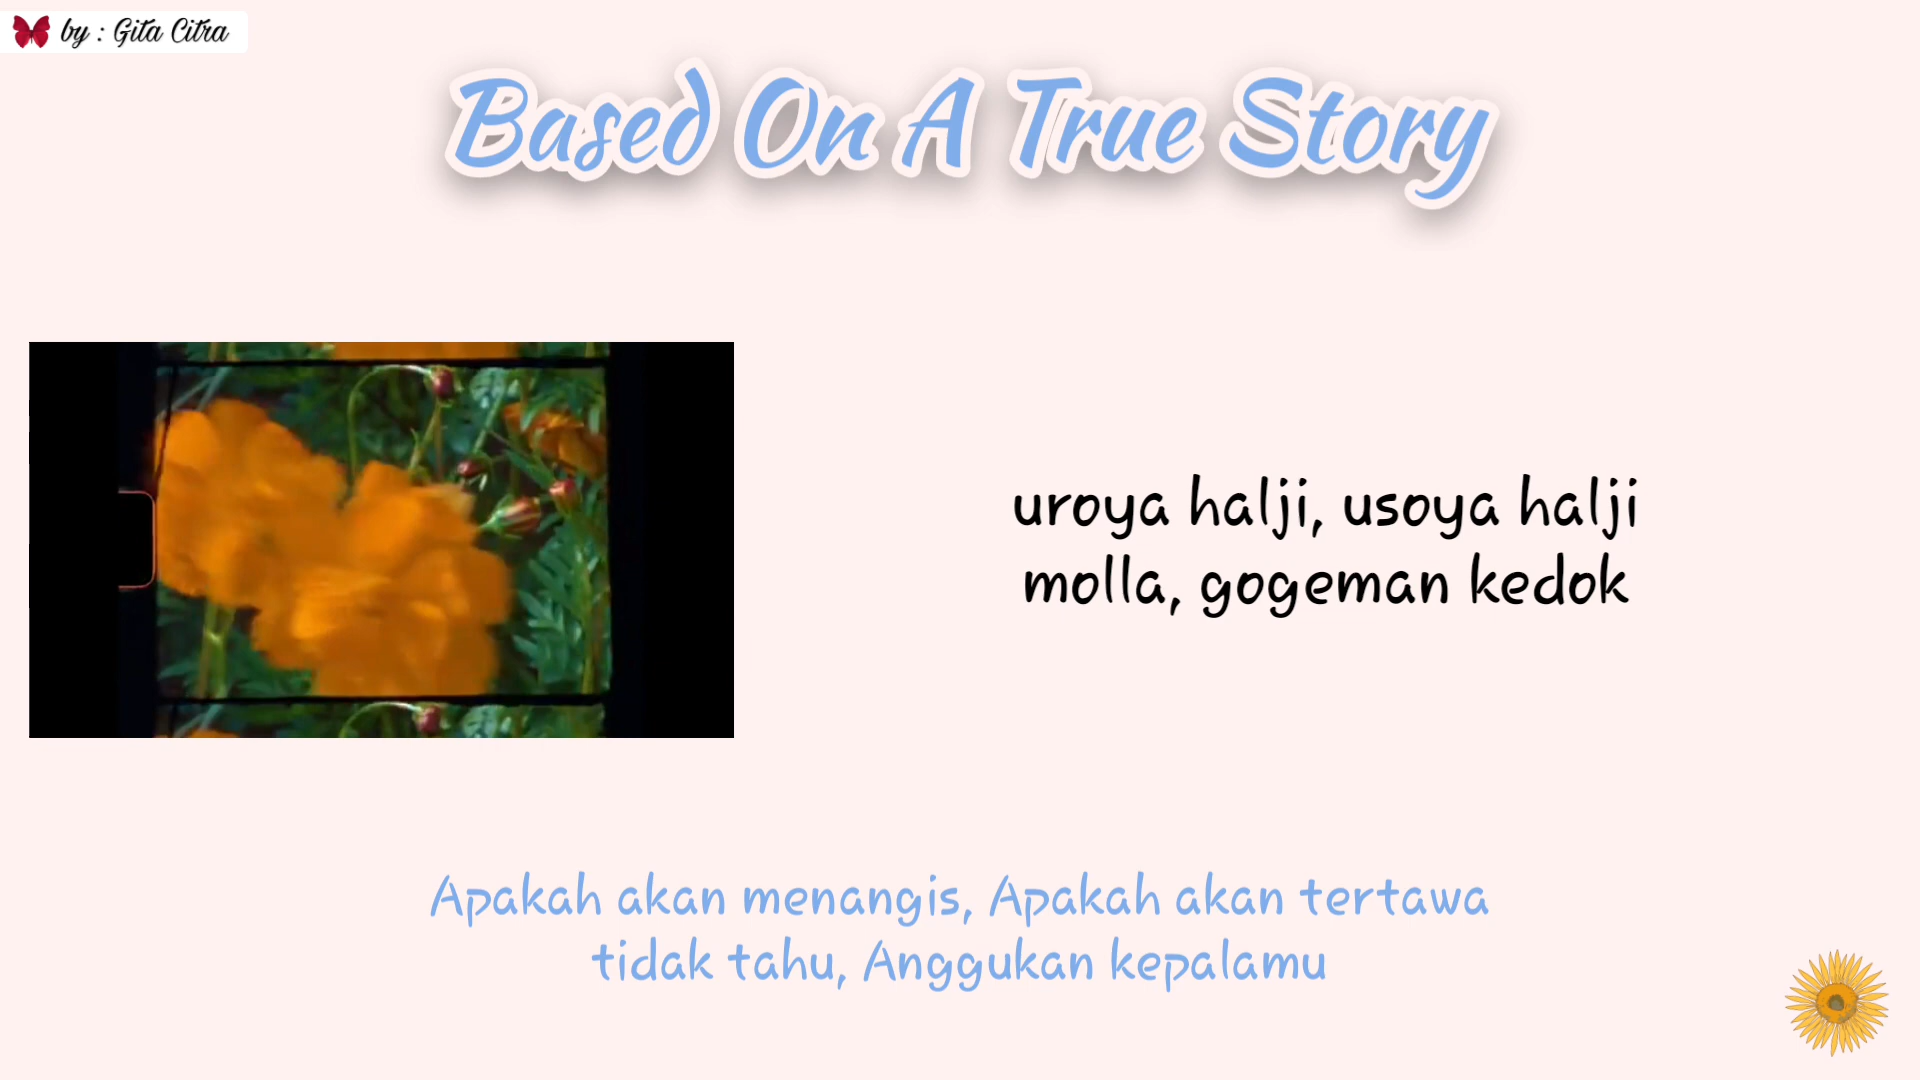 by : Gita Citra
Based On A True Story
uroya halji, usoya halji
molla, gogeman kedok
Apakah akan menangis, Apakah akan tertawa
tidak tahu, Anggukan kepalamu